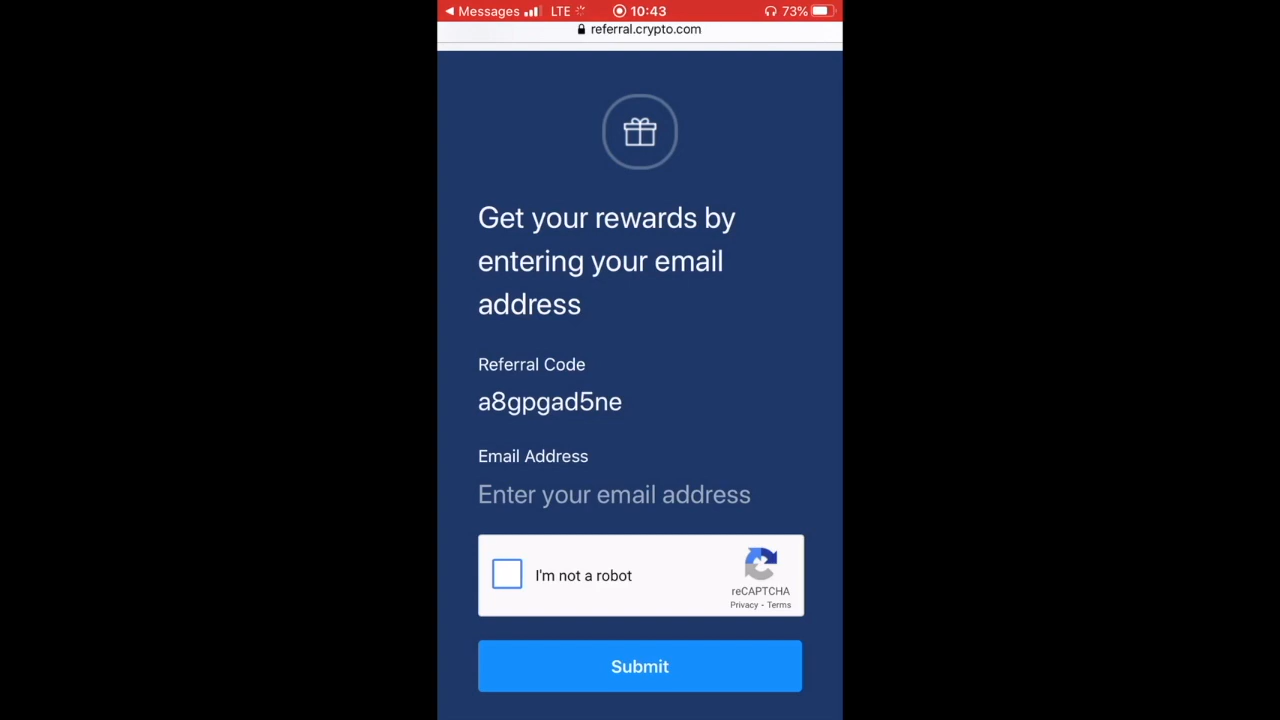 Messages LTE 10:43 73%
referral.crypto.com
Get your rewards by
entering your email
address
Referral Code
a8gpgad5ne
Email Address
Enter your email address
I'm not a robot
reCAPTCHA
Privacy - Terms
Submit